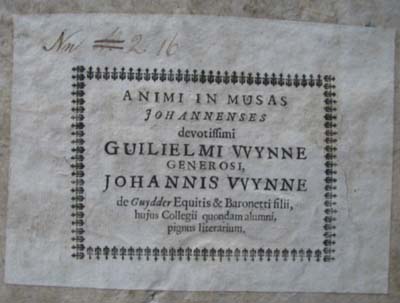 Nn 2 16
ANIMI IN MUSAS
JOHANNENSES
devotissimi
GUILIELMI VVYNNE
GENEROSI,
JOHANNIS VVYNNE
de Guydder Equitis & Baronetti filii,
hujus Collegii quondam alumni,
pignus literarium.